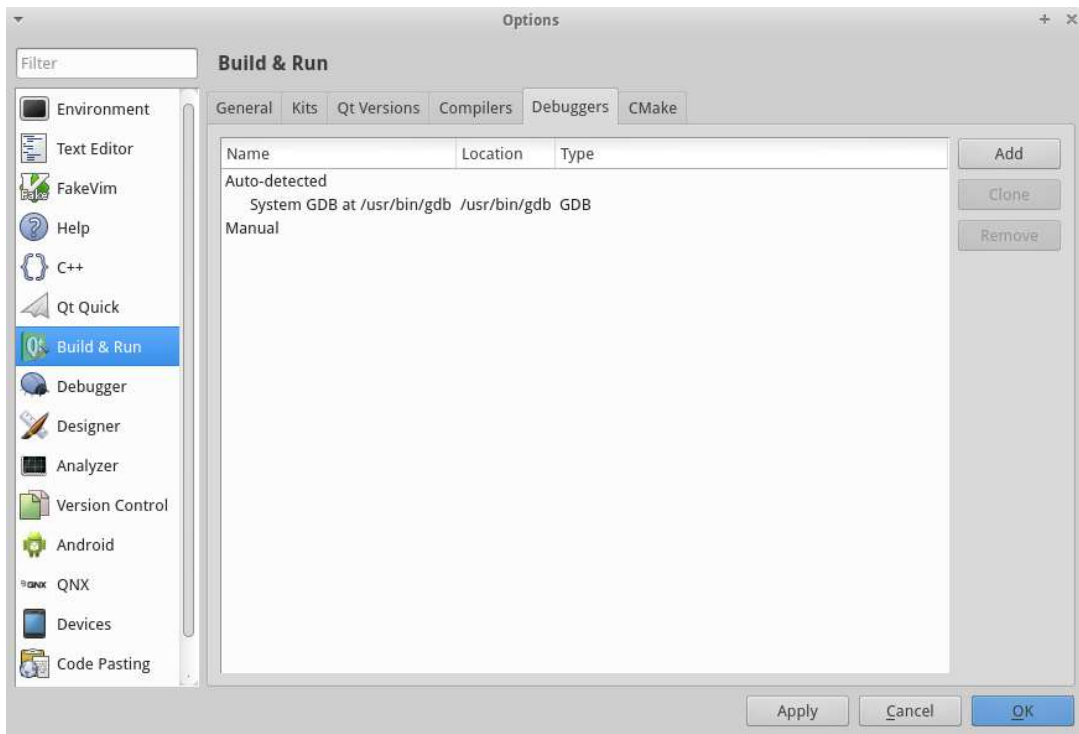 Options
Filter
Build & Run
Environment
Text Editor
FakeVim
Help
C++
Qt Quick
Build & Run
Debugger
Designer
Analyzer
Version Control
Android
QNX
Devices
Code Pasting
General Kits Qt Versions Compilers Debuggers CMake
Name Location Type
Auto-detected
System GDB at /usr/bin/gdb /usr/bin/gdb GDB
Manual
Add
Clone
Remove
Apply Cancel OK